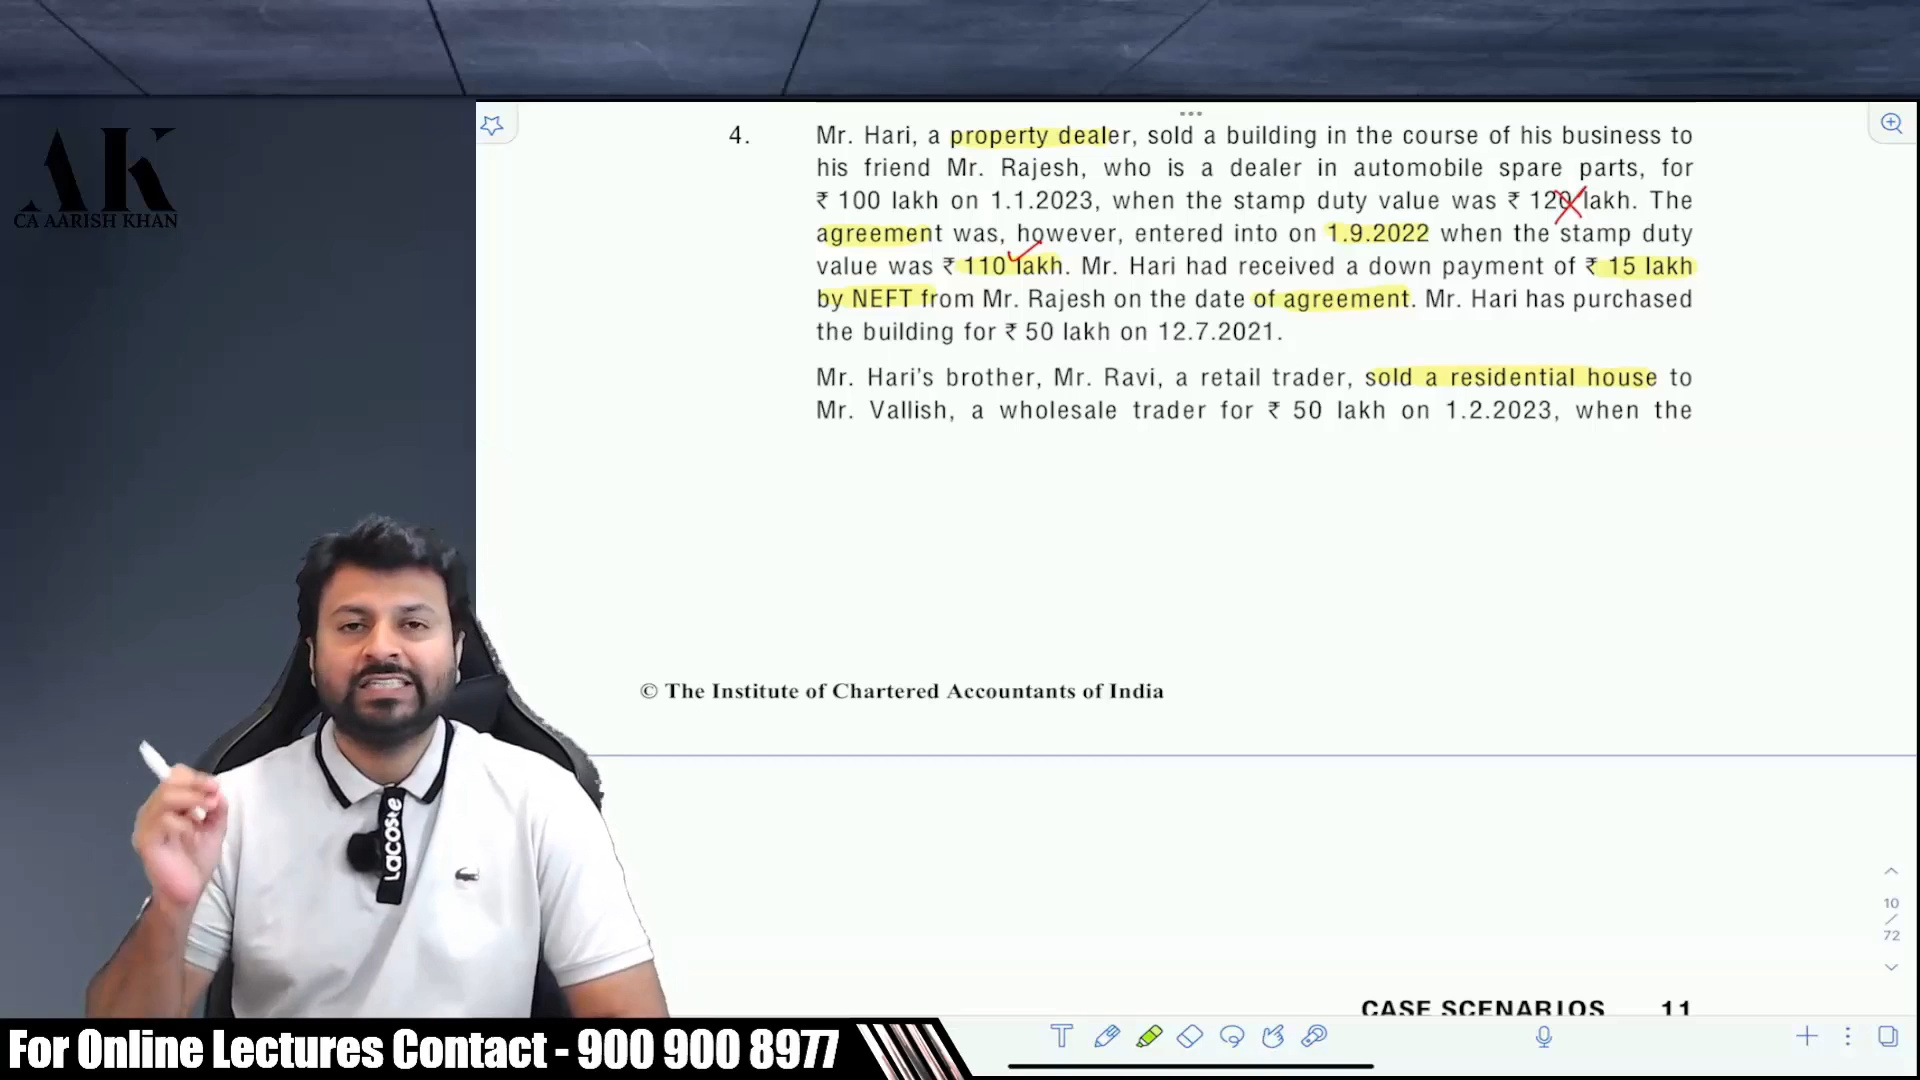 AK
CA AARISH KHAN
4. Mr. Hari, a property dealer, sold a building in the course of his business to
his friend Mr. Rajesh, who is a dealer in automobile spare parts, for
₹ 100 lakh on 1.1.2023, when the stamp duty value was ₹ 120 lakh. The
agreement was, however, entered into on 1.9.2022 when the stamp duty
value was ₹ 110 lakh. Mr. Hari had received a down payment of ₹ 15 lakh
by NEFT from Mr. Rajesh on the date of agreement. Mr. Hari has purchased
the building for ₹ 50 lakh on 12.7.2021.
Mr. Hari's brother, Mr. Ravi, a retail trader, sold a residential house to
Mr. Vallish, a wholesale trader for ₹ 50 lakh on 1.2.2023, when the
© The Institute of Chartered Accountants of India
Lacoste
10
/
72
CASE SCENARIOS 11
T
For Online Lectures Contact - 900 900 8977